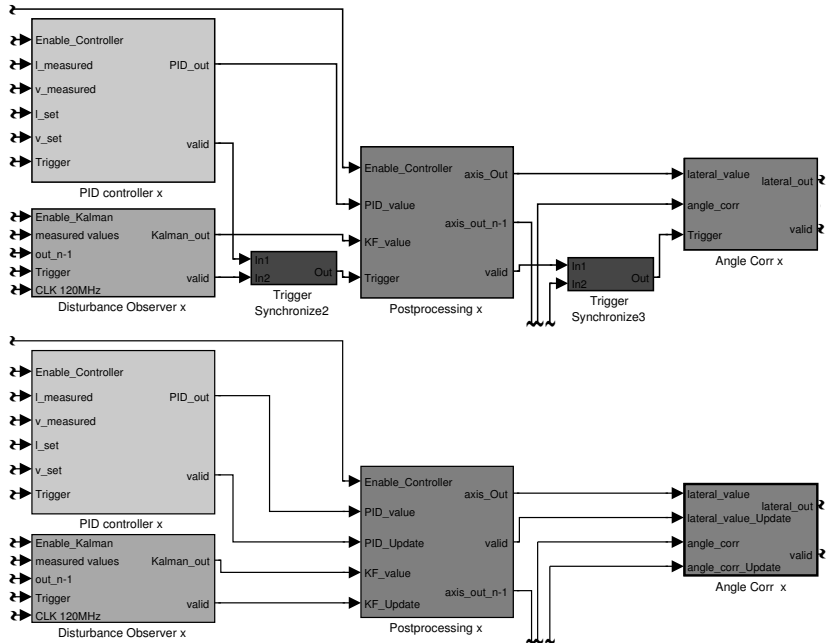 Enable_Controller
I_measured
PID_out
v_measured
I_set
v_set
valid
Trigger
PID controller x
Enable_Kalman
measured values
Kalman_out
out_n-1
Trigger
valid
CLK 120MHz
Disturbance Observer x
In1
In2
Out
Trigger
Synchronize2
Enable_Controller
axis_Out
PID_value
axis_out_n-1
KF_value
valid
Trigger
Postprocessing x
In1
In2
Out
Trigger
Synchronize3
lateral_value
lateral_out
angle_corr
Trigger
valid
Angle Corr x
Enable_Controller
I_measured
PID_out
v_measured
I_set
v_set
valid
Trigger
PID controller x
Enable_Kalman
measured values
Kalman_out
out_n-1
Trigger
valid
CLK 120MHz
Disturbance Observer x
Enable_Controller
axis_Out
PID_value
PID_Update
valid
KF_value
axis_out_n-1
KF_Update
Postprocessing x
lateral_value
lateral_out
lateral_value_Update
angle_corr
valid
angle_corr_Update
Angle Corr x